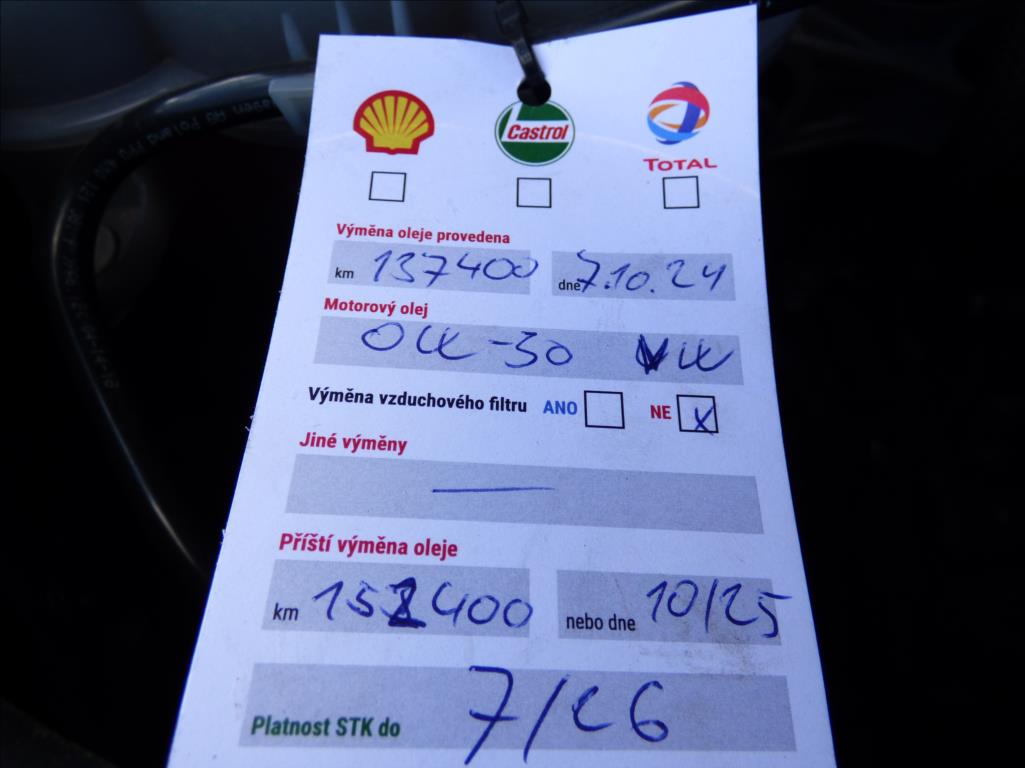 Castrol
TOTAL
Výměna oleje provedena
km 137400 dne 7.10.24
Motorový olej
0W-30 VW
Výměna vzduchového filtru ANO NE X
Jiné výměny
—
Příští výměna oleje
km 152400 nebo dne 10/25
Platnost STK do 7/26